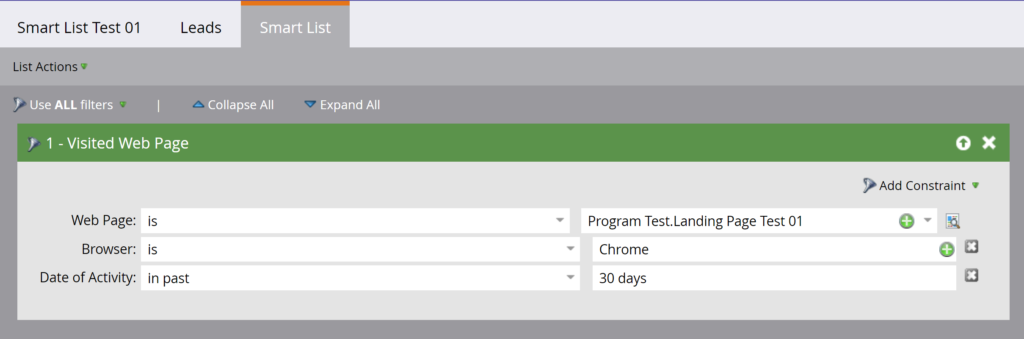 Smart List Test 01 Leads Smart List
List Actions
Use ALL filters | Collapse All Expand All
1 - Visited Web Page
Add Constraint
Web Page: is Program Test.Landing Page Test 01
Browser: is Chrome
Date of Activity: in past 30 days